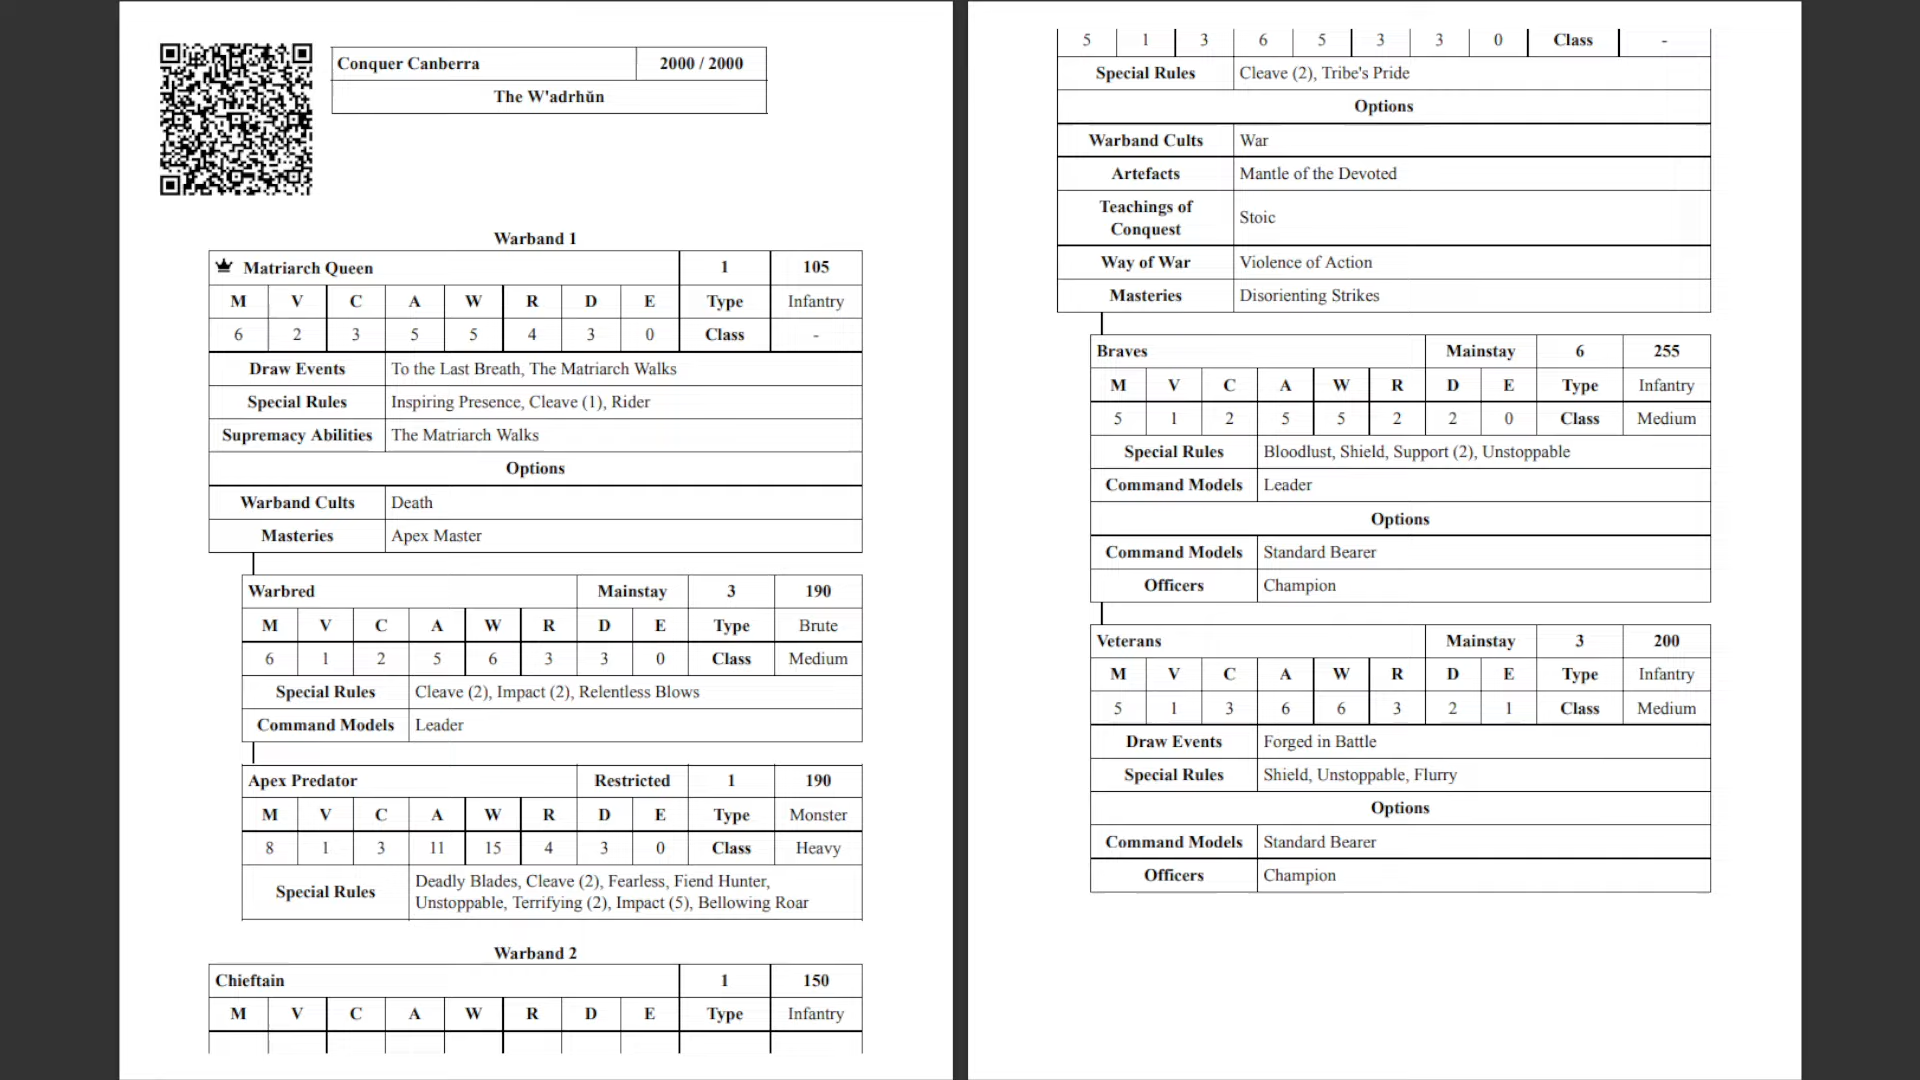 Conquer Canberra 2000 / 2000
The W'adrhŭn
Warband 1
Matriarch Queen 1 105
M V C A W R D E Type Infantry
6 2 3 5 5 4 3 0 Class -
Draw Events To the Last Breath, The Matriarch Walks
Special Rules Inspiring Presence, Cleave (1), Rider
Supremacy Abilities The Matriarch Walks
Options
Warband Cults Death
Masteries Apex Master
Warbred Mainstay 3 190
M V C A W R D E Type Brute
6 1 2 5 6 3 3 0 Class Medium
Special Rules Cleave (2), Impact (2), Relentless Blows
Command Models Leader
Apex Predator Restricted 1 190
M V C A W R D E Type Monster
8 1 3 11 15 4 3 0 Class Heavy
Special Rules Deadly Blades, Cleave (2), Fearless, Fiend Hunter,
Unstoppable, Terrifying (2), Impact (5), Bellowing Roar
Warband 2
Chieftain 1 150
M V C A W R D E Type Infantry
5 1 3 6 5 3 3 0 Class -
Special Rules Cleave (2), Tribe's Pride
Options
Warband Cults War
Artefacts Mantle of the Devoted
Teachings of
Conquest Stoic
Way of War Violence of Action
Masteries Disorienting Strikes
Braves Mainstay 6 255
M V C A W R D E Type Infantry
5 1 2 5 5 2 2 0 Class Medium
Special Rules Bloodlust, Shield, Support (2), Unstoppable
Command Models Leader
Options
Command Models Standard Bearer
Officers Champion
Veterans Mainstay 3 200
M V C A W R D E Type Infantry
5 1 3 6 6 3 2 1 Class Medium
Draw Events Forged in Battle
Special Rules Shield, Unstoppable, Flurry
Options
Command Models Standard Bearer
Officers Champion